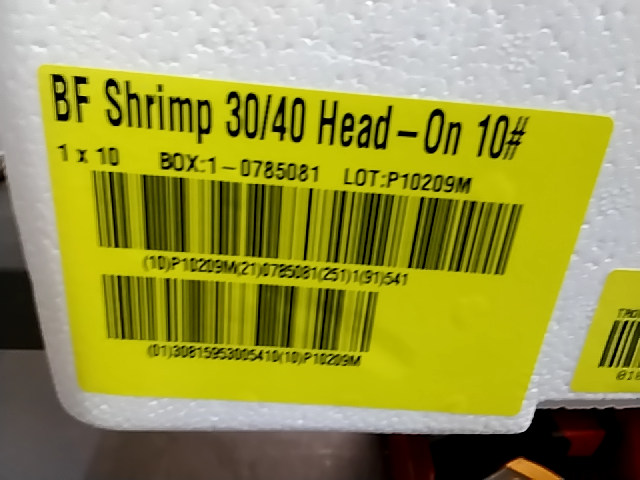 BF Shrimp 30/40 Head-On 10#
1 x 10 BOX:1-0785081 LOT:P10209M
(10)P10209M(21)0785081(251)1(91)541
(01)30815953005410(10)P10209M